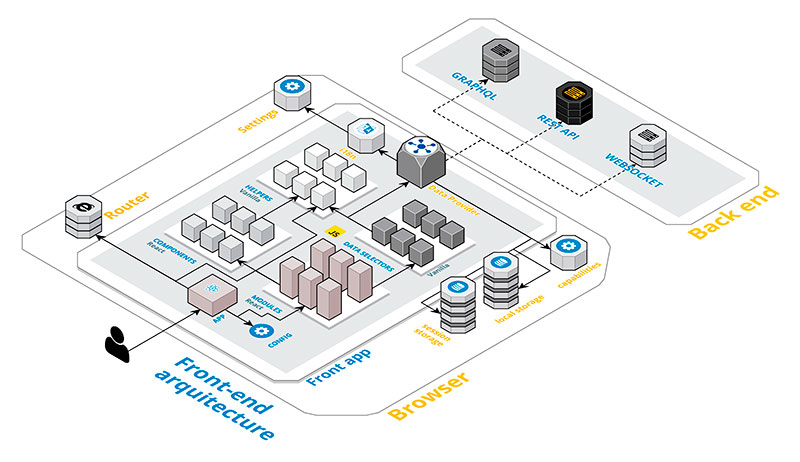 GRAPHQL
REST API
WEBSOCKET
Back end
Settings
i18n
Data Provider
Router
HELPERS
Vanilla
COMPONENTS
React
JS
DATA SELECTORS
Vanilla
MODULES
React
APP
CONFIG
capabilities
local storage
session
storage
Front app
Browser
Front-end
arquitecture